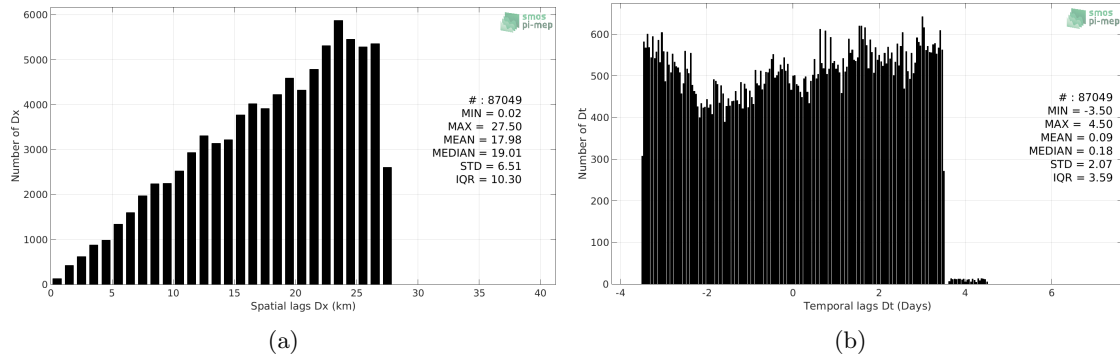 6000
5000
4000
3000
2000
1000
0
Number of Dx
smos
pi-mep
# : 87049
MIN = 0.02
MAX = 27.50
MEAN = 17.98
MEDIAN = 19.01
STD = 6.51
IQR = 10.30
0 5 10 15 20 25 30 35 40
Spatial lags Dx (km)
(a)
600
500
400
300
200
100
0
Number of Dt
smos
pi-mep
# : 87049
MIN = -3.50
MAX = 4.50
MEAN = 0.09
MEDIAN = 0.18
STD = 2.07
IQR = 3.59
-4 -2 0 2 4 6
Temporal lags Dt (Days)
(b)